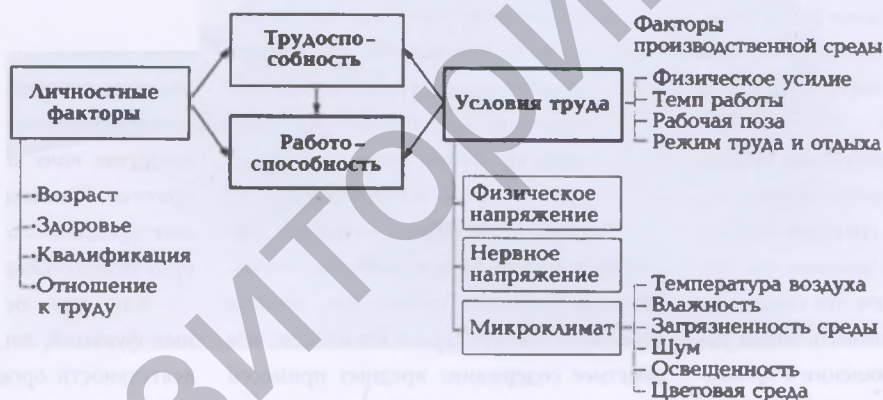 Трудоспо-
собность
Личностные
факторы
Возраст
Здоровье
Квалификация
Отношение
к труду
Работо-
способность
Условия труда
Физическое
напряжение
Нервное
напряжение
Микроклимат
Факторы
производственной среды
Физическое усилие
Темп работы
Рабочая поза
Режим труда и отдыха
Температура воздуха
Влажность
Загрязненность среды
Шум
Освещенность
Цветовая среда